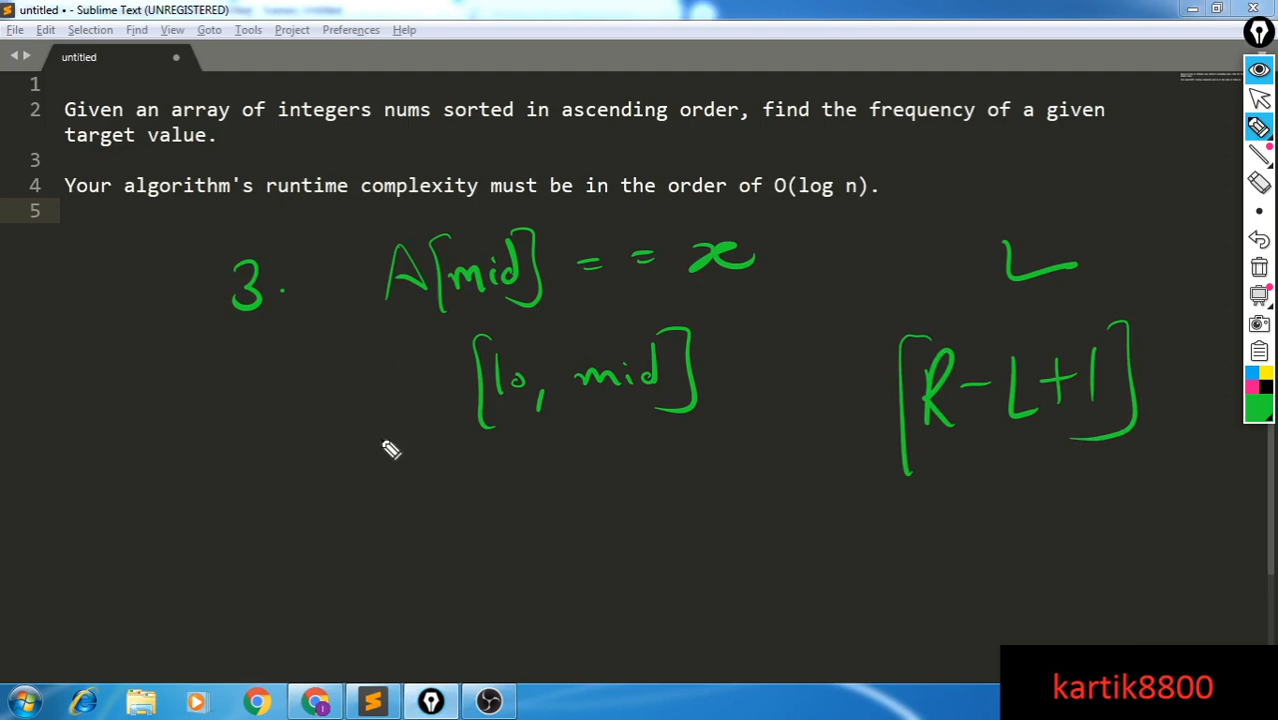 untitled • - Sublime Text (UNREGISTERED)
File Edit Selection Find View Goto Tools Project Preferences Help
untitled
1
2 Given an array of integers nums sorted in ascending order, find the frequency of a given
target value.
3
4 Your algorithm's runtime complexity must be in the order of O(log n).
5
3. A[mid] == x L
[lo, mid] [R-L+1]
kartik8800